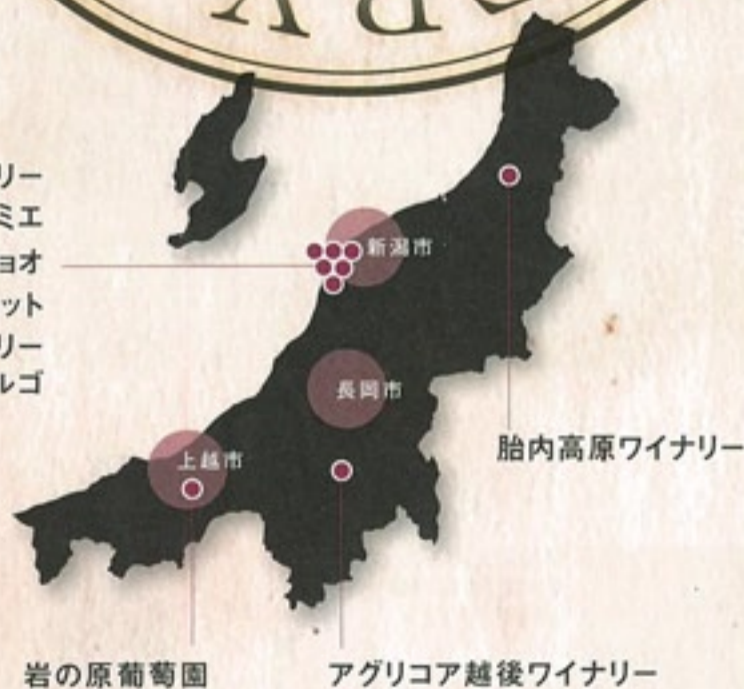 ARY
リー
ミエ
ョオ
ット
リー
ルゴ
新潟市
長岡市
上越市
胎内高原ワイナリー
岩の原葡萄園
アグリコア越後ワイナリー